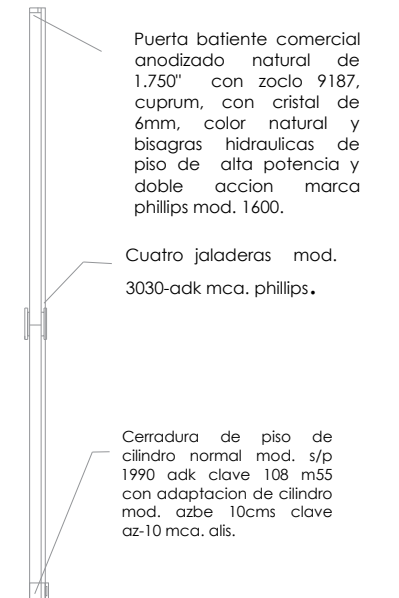 Puerta batiente comercial
anodizado natural de
1.750" con zoclo 9187,
cuprum, con cristal de
6mm, color natural y
bisagras hidraulicas de
piso de alta potencia y
doble accion marca
phillips mod. 1600.
Cuatro jaladeras mod.
3030-adk mca. phillips.
Cerradura de piso de
cilindro normal mod. s/p
1990 adk clave 108 m55
con adaptacion de cilindro
mod. azbe 10cms clave
az-10 mca. alis.